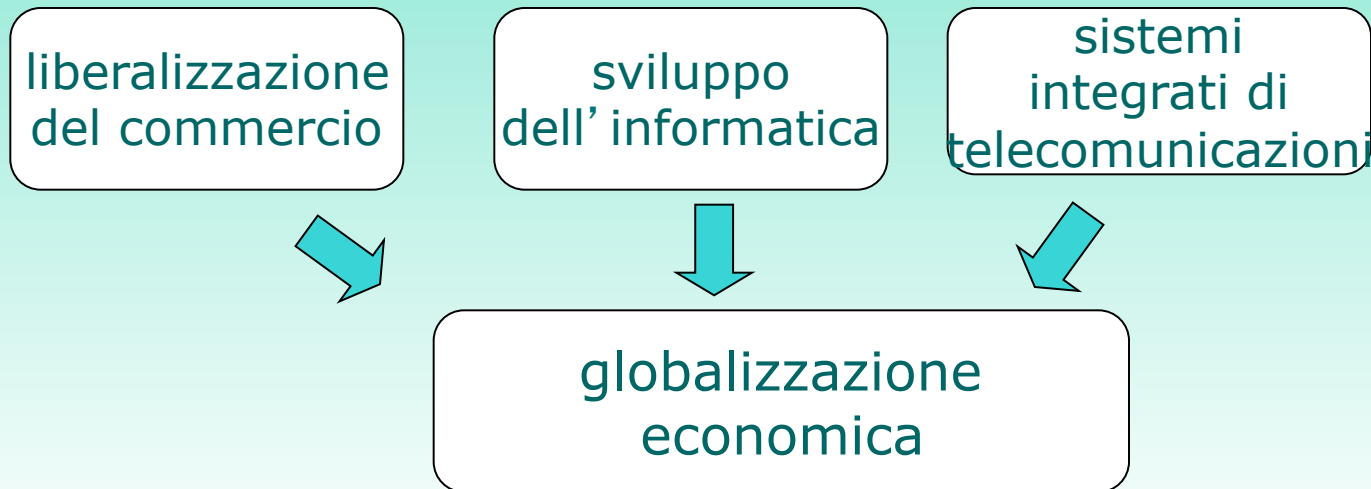 liberalizzazione
del commercio
sviluppo
dell’informatica
sistemi
integrati di
telecomunicazioni
globalizzazione
economica